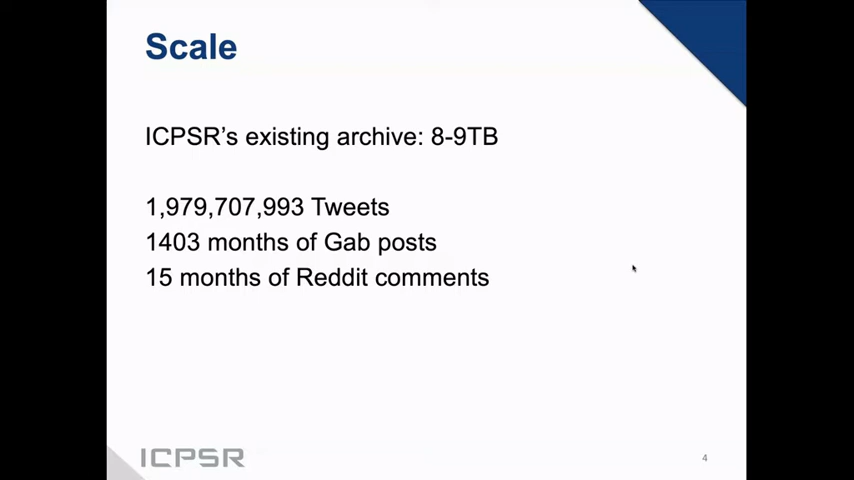 Scale
ICPSR's existing archive: 8-9TB
1,979,707,993 Tweets
1403 months of Gab posts
15 months of Reddit comments
ICPSR
4